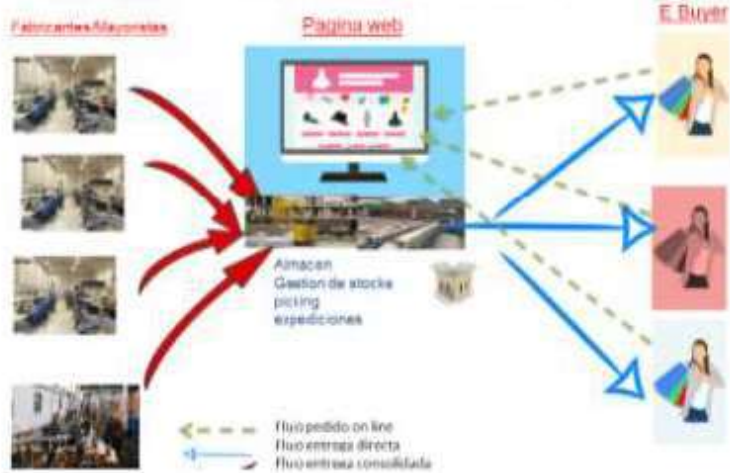 Fabricantes/Mayoristas
Pagina web
E Buyer
Almacen
Gestion de stocks
picking
expediciones
Flujo pedido on line
Flujo entrega directa
Flujo entrega consolidada